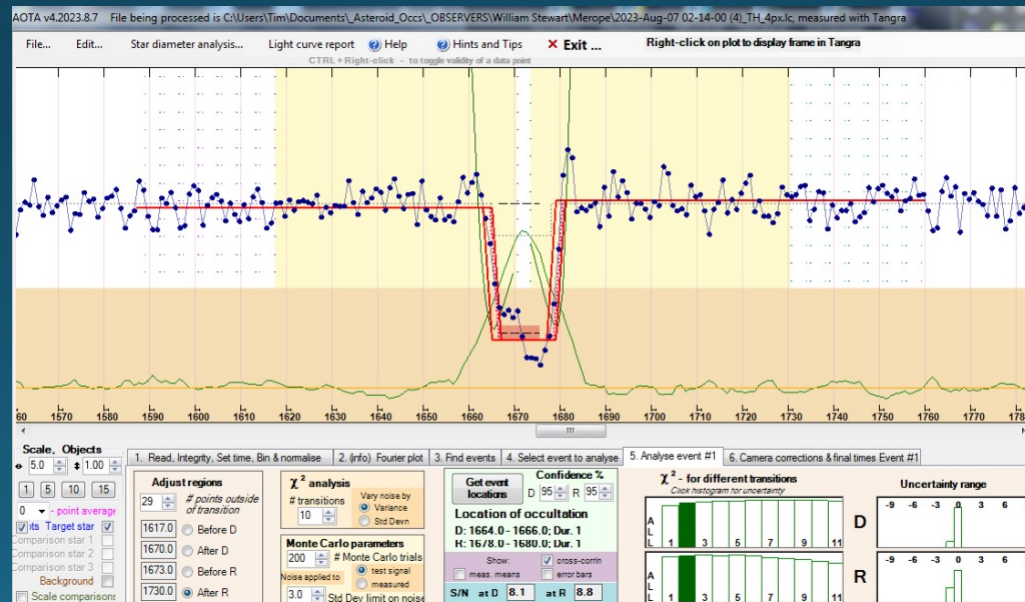 AOTA v4.2023.8.7 File being processed is C:\Users\Tim\Documents\_Asteroid_Occs\_OBSERVERS\William Stewart\Merope\2023-Aug-07 02-14-00 (4)_TH_4px.lc, measured with Tangra
File... Edit... Star diameter analysis... Light curve report Help Hints and Tips Exit ... Right-click on plot to display frame in Tangra
CTRL + Right-click - to toggle validity of a data point
60 1570 1580 1590 1600 1610 1620 1630 1640 1650 1660 1670 1680 1690 1700 1710 1720 1730 1740 1750 1760 1770 178
Scale, Objects
5.0 1.00
1 5 10 15
0 - point average
Target star
Comparison star 1
Comparison star 2
Comparison star 3
Background
Scale comparisons
1. Read, Integrity, Set time, Bin & normalise 2. (info) Fourier plot 3. Find events 4. Select event to analyse 5. Analyse event #1 6. Camera corrections & final times Event #1
Adjust regions
29 # points outside of transition
1617.0 Before D
1670.0 After D
1673.0 Before R
1730.0 After R
χ² analysis
# transitions
10
Vary noise by
Variance
Std Devn
Monte Carlo parameters
200 # Monte Carlo trials
Noise applied to
test signal
measured
3.0 Std Dev limit on noise
Get event locations
Confidence %
D 95 R 95
Location of occultation
D: 1664.0 - 1666.0; Dur. 1
R: 1678.0 - 1680.0; Dur. 1
Show:
cross-corrln
meas. means error bars
S/N at D 8.1 at R 8.8
χ² - for different transitions
Click histogram for uncertainty
ALL 1 3 5 7 9 11
ALL 1 3 5 7 9 11
Uncertainty range
D -9 -6 -3 0 3 6
R -9 -6 -3 0 3 6